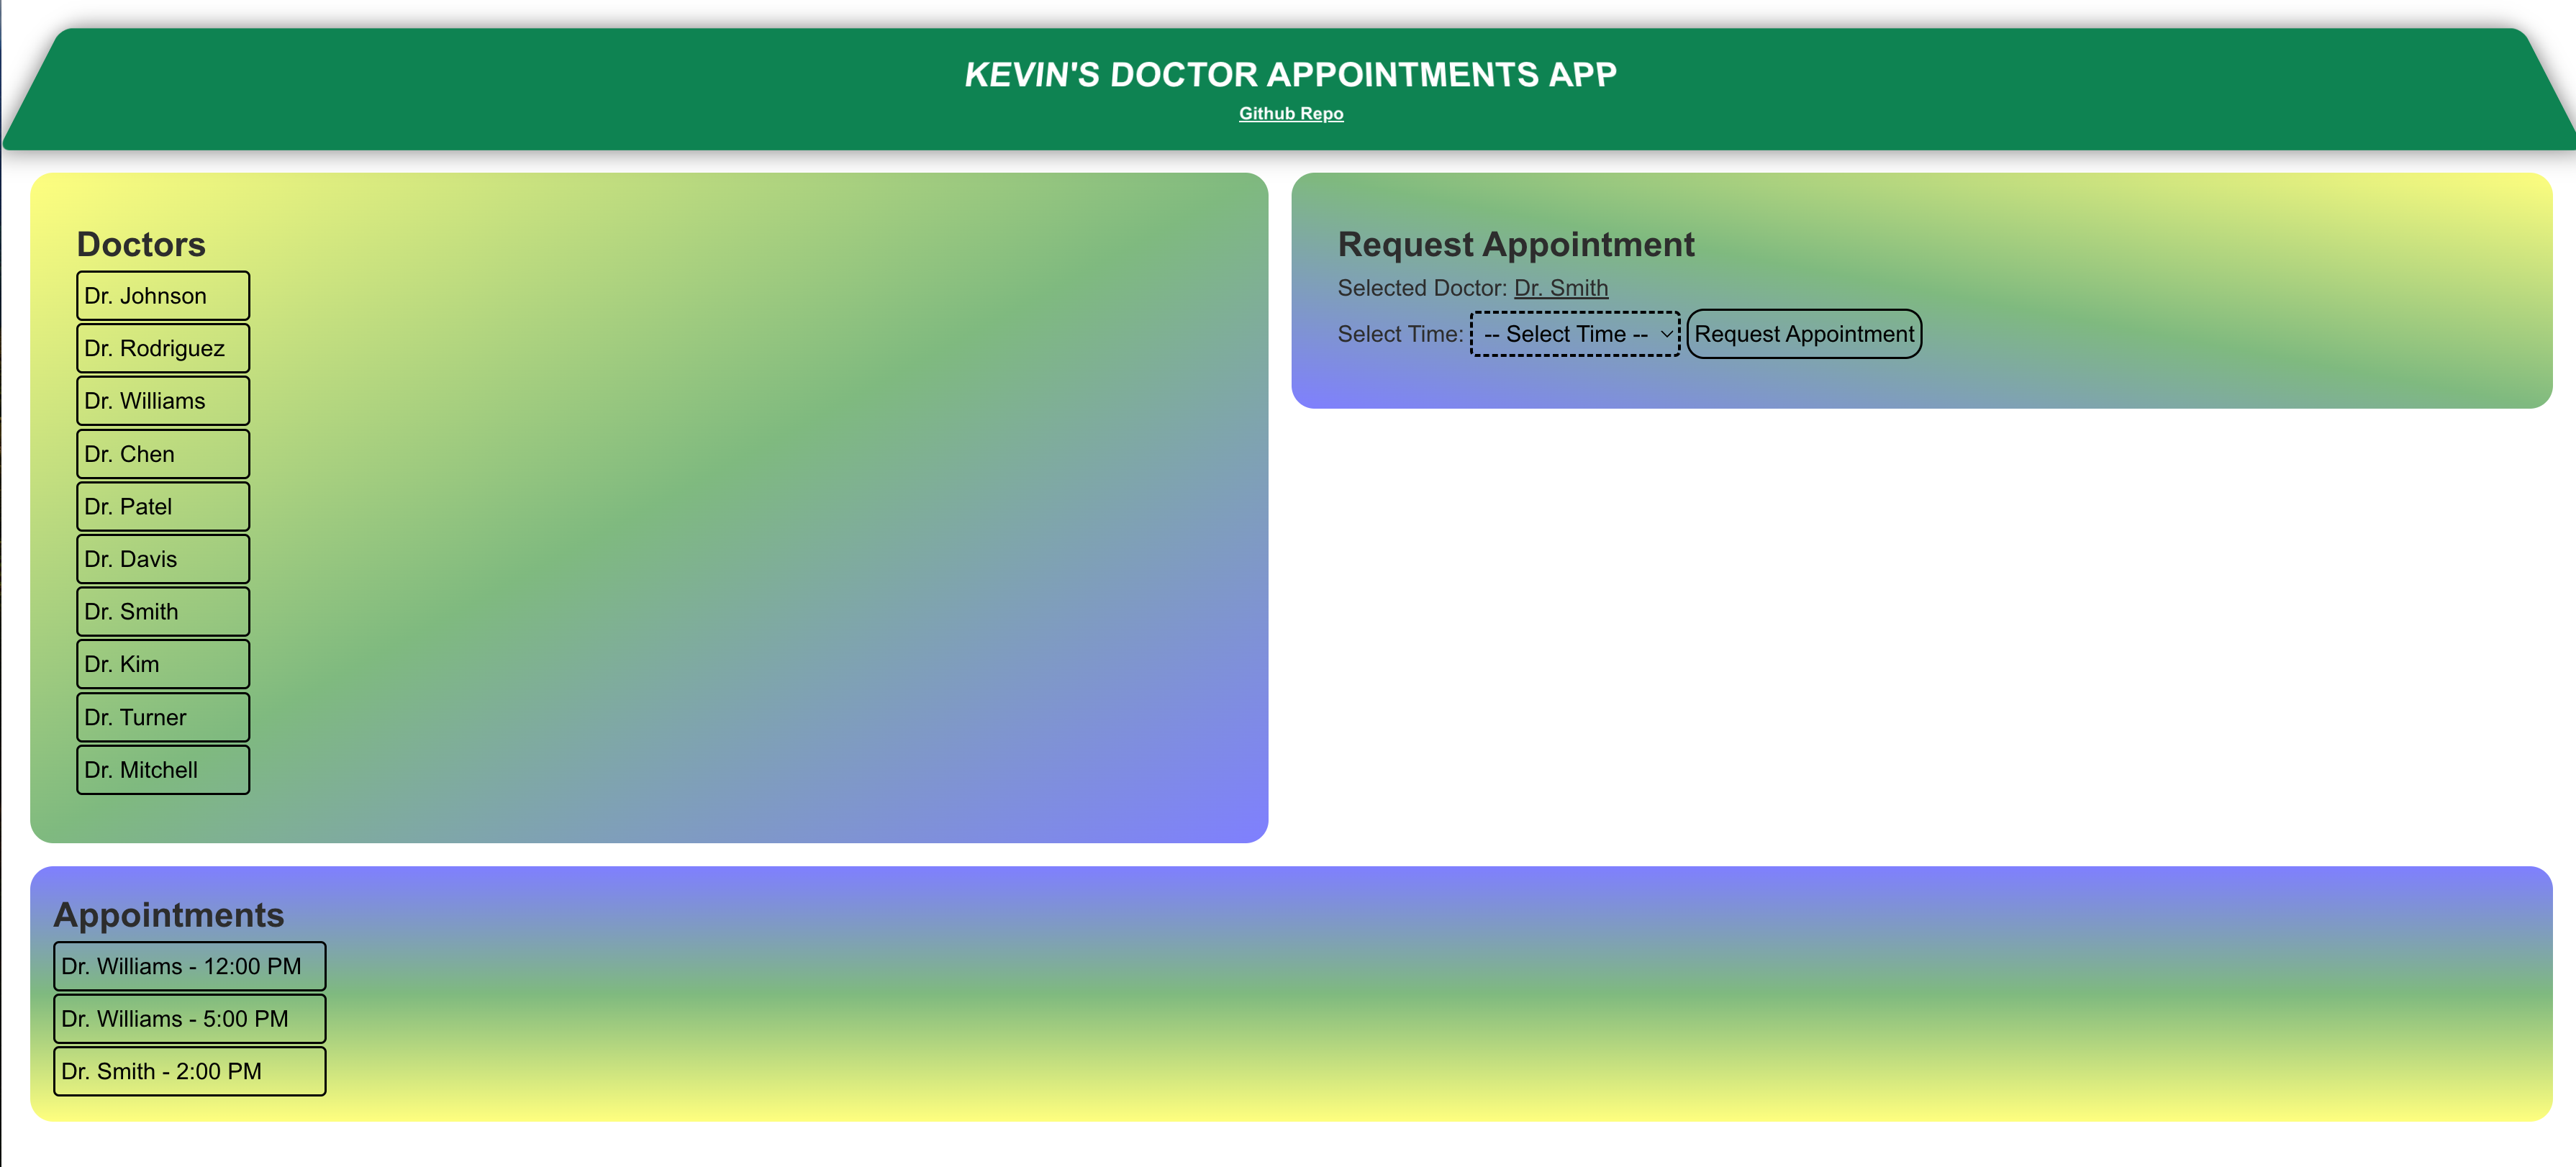 KEVIN'S DOCTOR APPOINTMENTS APP
Github Repo
Doctors
Dr. Johnson
Dr. Rodriguez
Dr. Williams
Dr. Chen
Dr. Patel
Dr. Davis
Dr. Smith
Dr. Kim
Dr. Turner
Dr. Mitchell
Request Appointment
Selected Doctor: Dr. Smith
Select Time: -- Select Time -- Request Appointment
Appointments
Dr. Williams - 12:00 PM
Dr. Williams - 5:00 PM
Dr. Smith - 2:00 PM